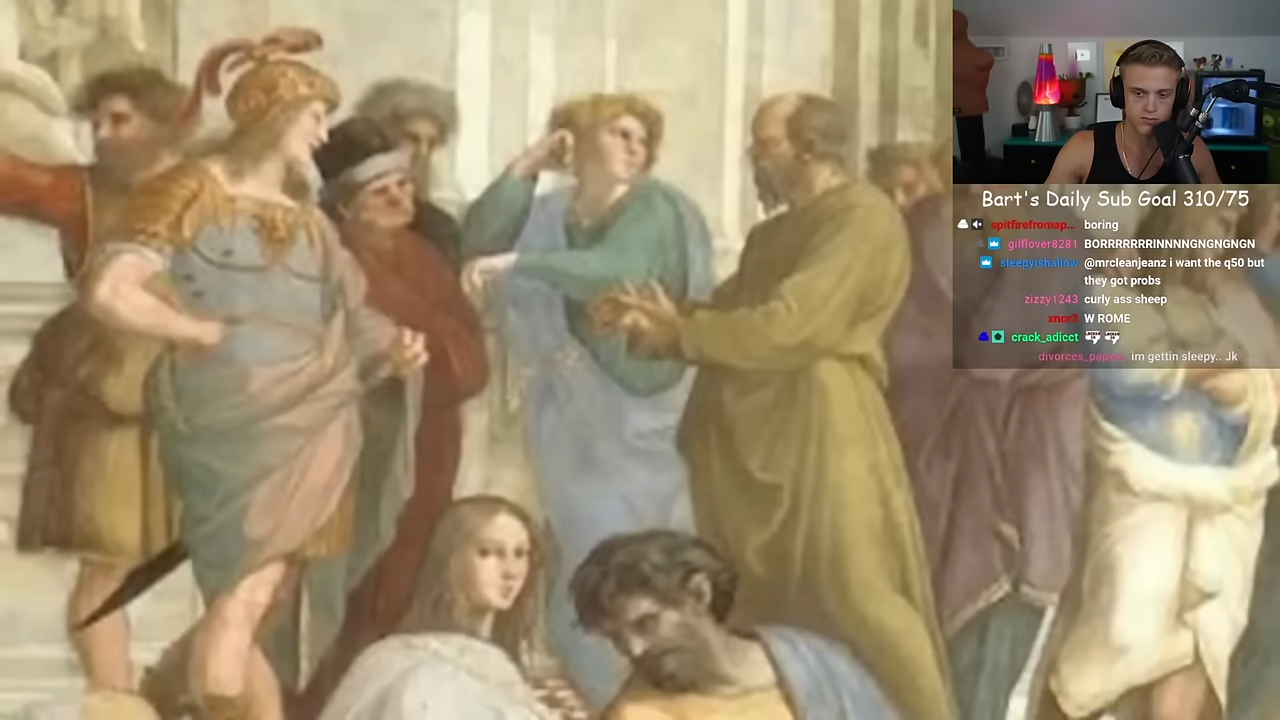 Bart's Daily Sub Goal 310/75
spitfirefromap... boring
gilflover8281 BORRRRRRRINNNNGNGNGNGN
sleepyishallow @mrcleanjeanz i want the q50 but
they got probs
zizzy1243 curly ass sheep
xnor2 W ROME
crack_adicct
divorces_papers im gettin sleepy.. Jk